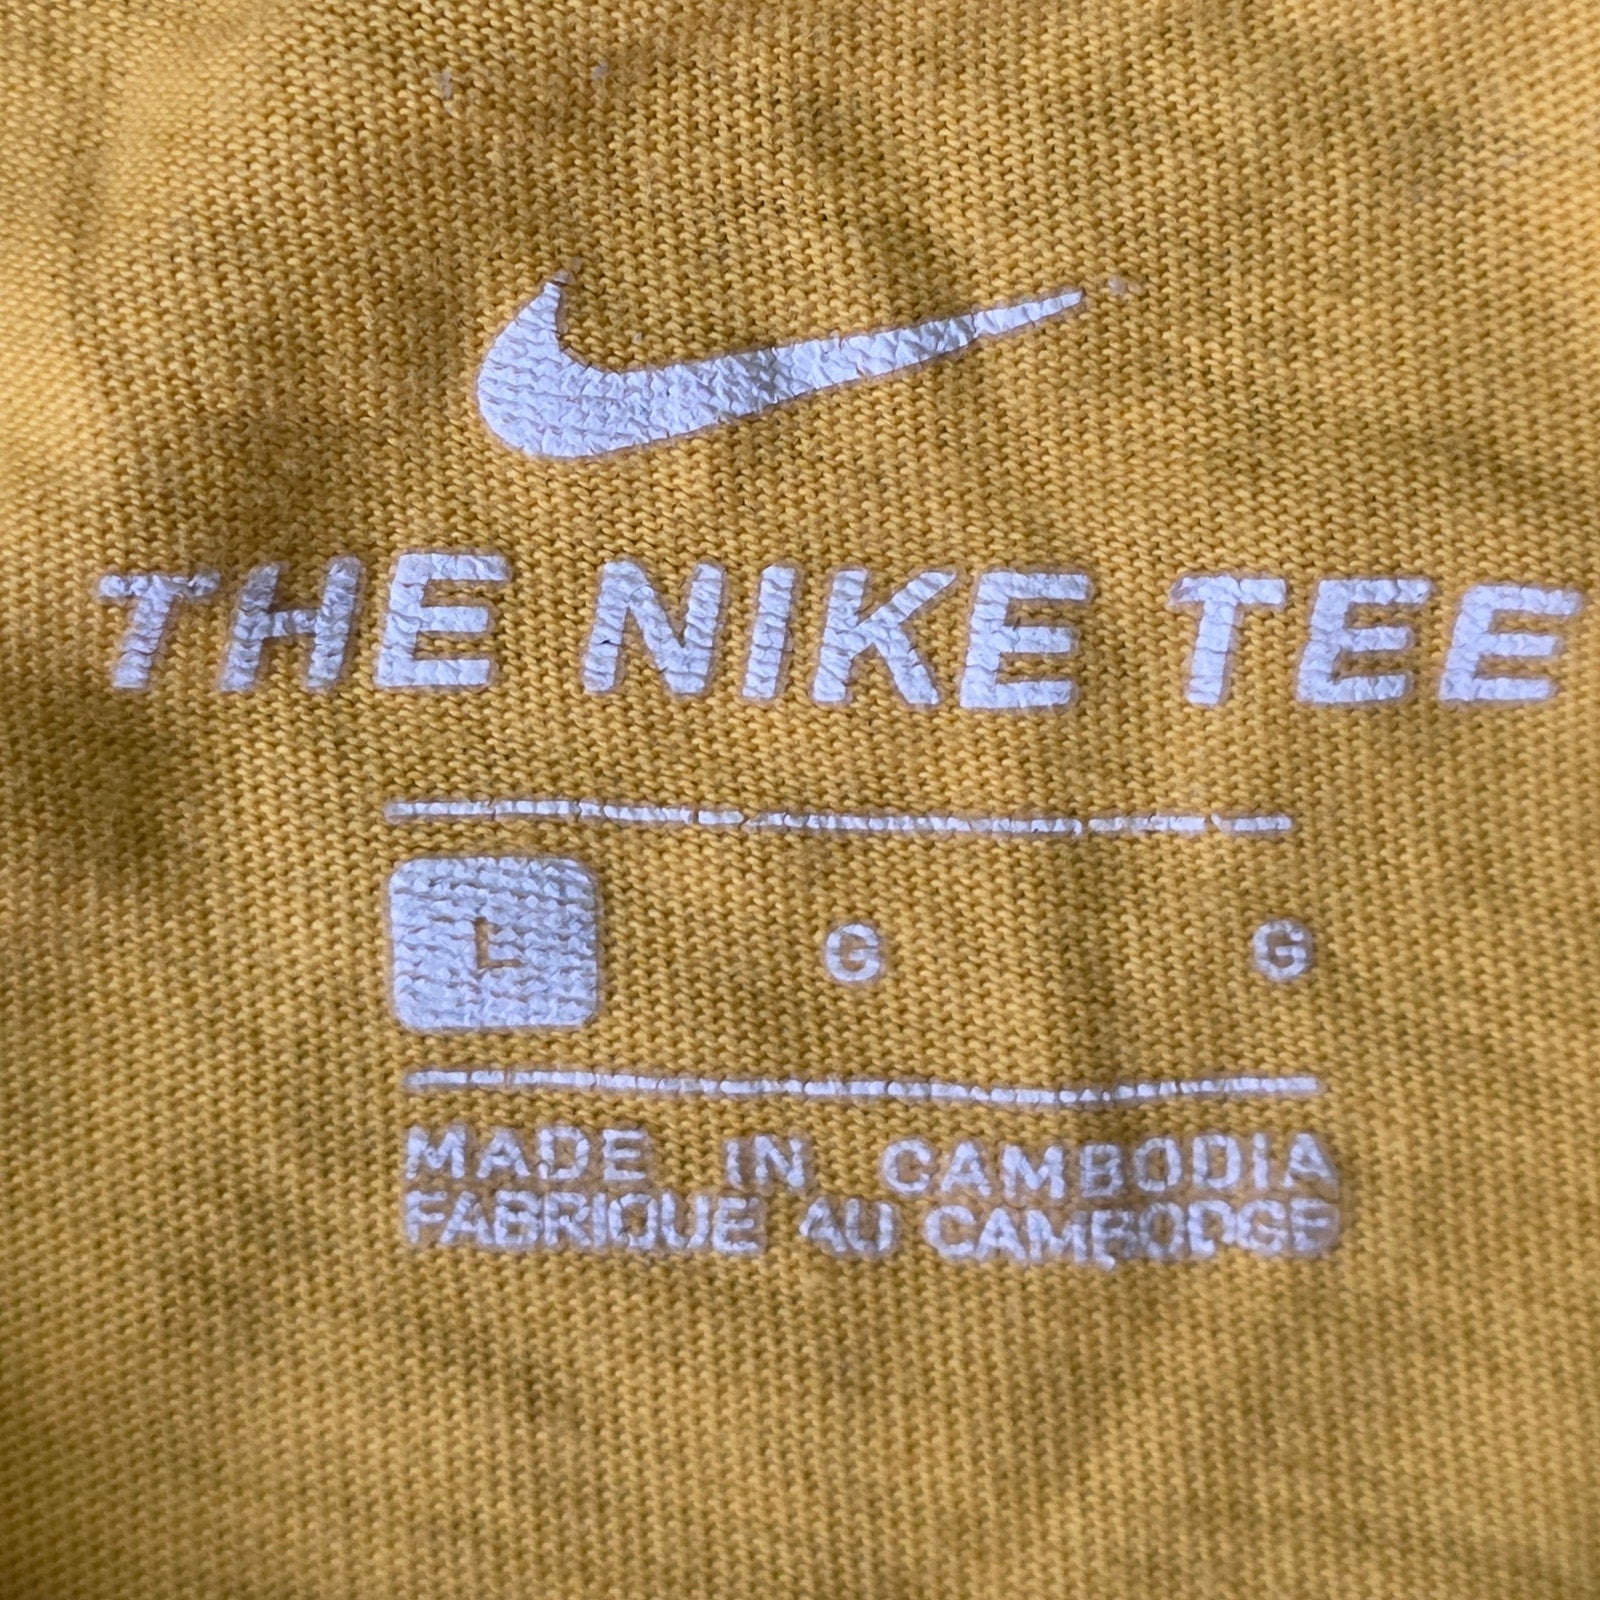 THE NIKE TEE
L G G
MADE IN CAMBODIA
FABRIQUE AU CAMBODGE